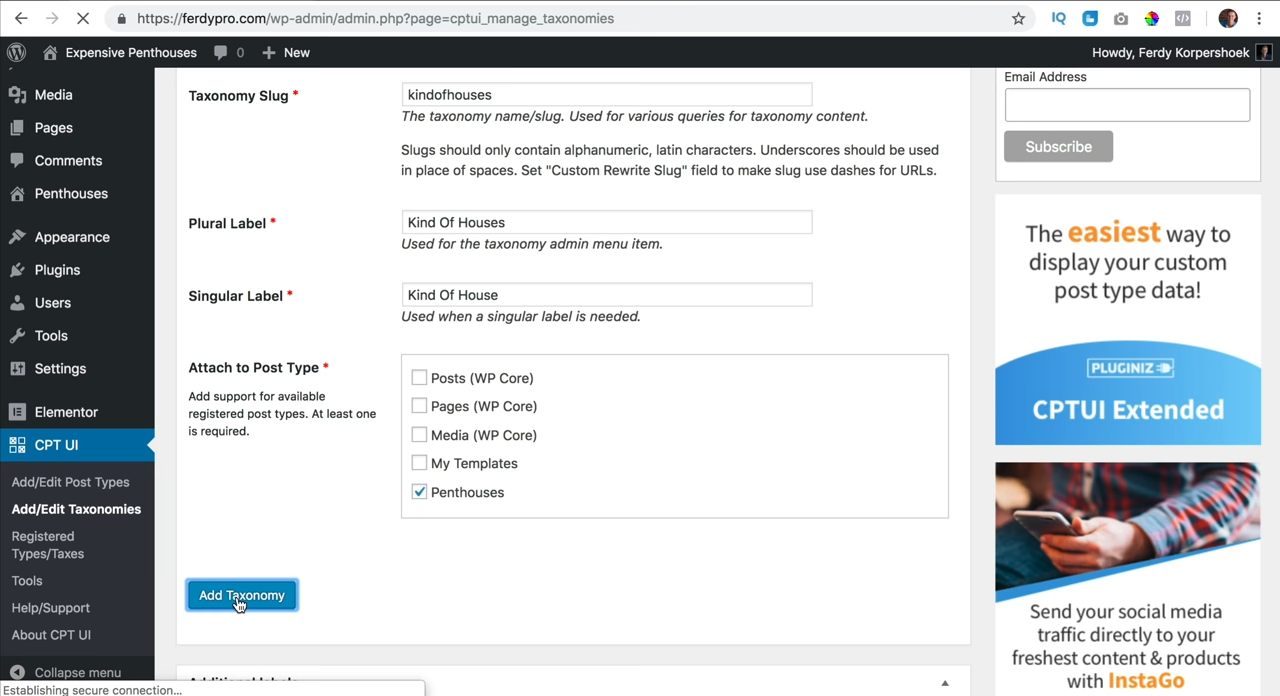 https://ferdypro.com/wp-admin/admin.php?page=cptui_manage_taxonomies
IQ
Expensive Penthouses
0
New
Howdy, Ferdy Korpershoek
Media
Pages
Comments
Penthouses
Appearance
Plugins
Users
Tools
Settings
Elementor
CPT UI
Add/Edit Post Types
Add/Edit Taxonomies
Registered
Types/Taxes
Tools
Help/Support
About CPT UI
Collapse menu
Establishing secure connection...
Taxonomy Slug *
kindofhouses
The taxonomy name/slug. Used for various queries for taxonomy content.
Slugs should only contain alphanumeric, latin characters. Underscores should be used
in place of spaces. Set "Custom Rewrite Slug" field to make slug use dashes for URLs.
Plural Label *
Kind Of Houses
Used for the taxonomy admin menu item.
Singular Label *
Kind Of House
Used when a singular label is needed.
Attach to Post Type *
Add support for available
registered post types. At least one
is required.
Posts (WP Core)
Pages (WP Core)
Media (WP Core)
My Templates
Penthouses
Add Taxonomy
Additional labels
Email Address
Subscribe
The easiest way to
display your custom
post type data!
PLUGINIZ
CPTUI Extended
Send your social media
traffic directly to your
freshest content & products
with InstaGo